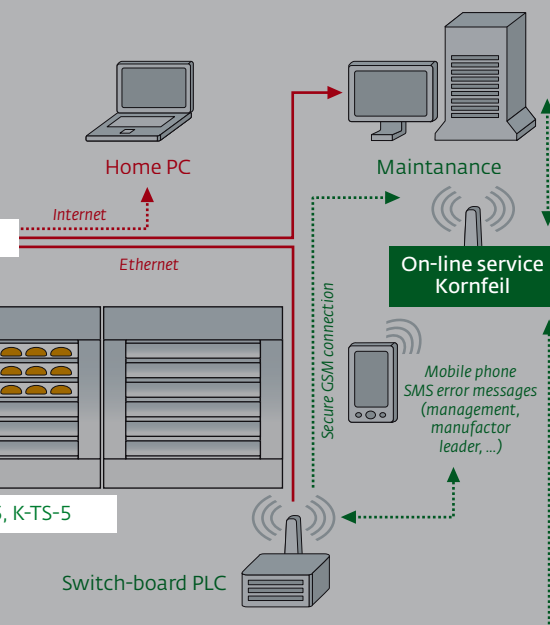 Home PC
Maintanance
Internet
Ethernet
On-line service
Kornfeil
Secure GSM connection
Mobile phone
SMS error messages
(management,
manufactor
leader, ...)
, K-TS-5
Switch-board PLC